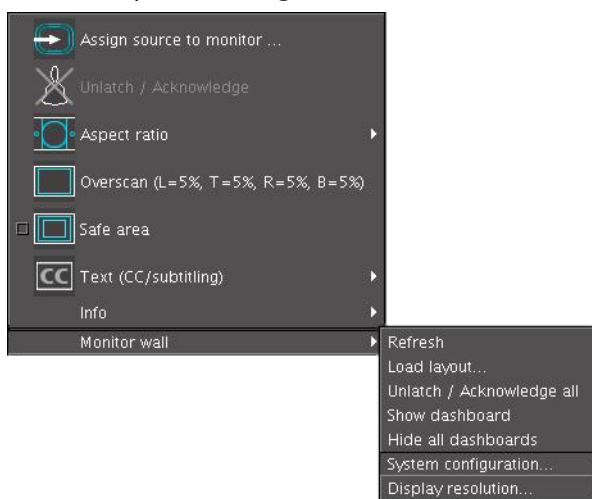 Assign source to monitor ...
Unlatch / Acknowledge
Aspect ratio
Overscan (L=5%, T=5%, R=5%, B=5%)
Safe area
CC Text (CC/subtitling)
Info
Monitor wall
Refresh
Load layout...
Unlatch / Acknowledge all
Show dashboard
Hide all dashboards
System configuration...
Display resolution...